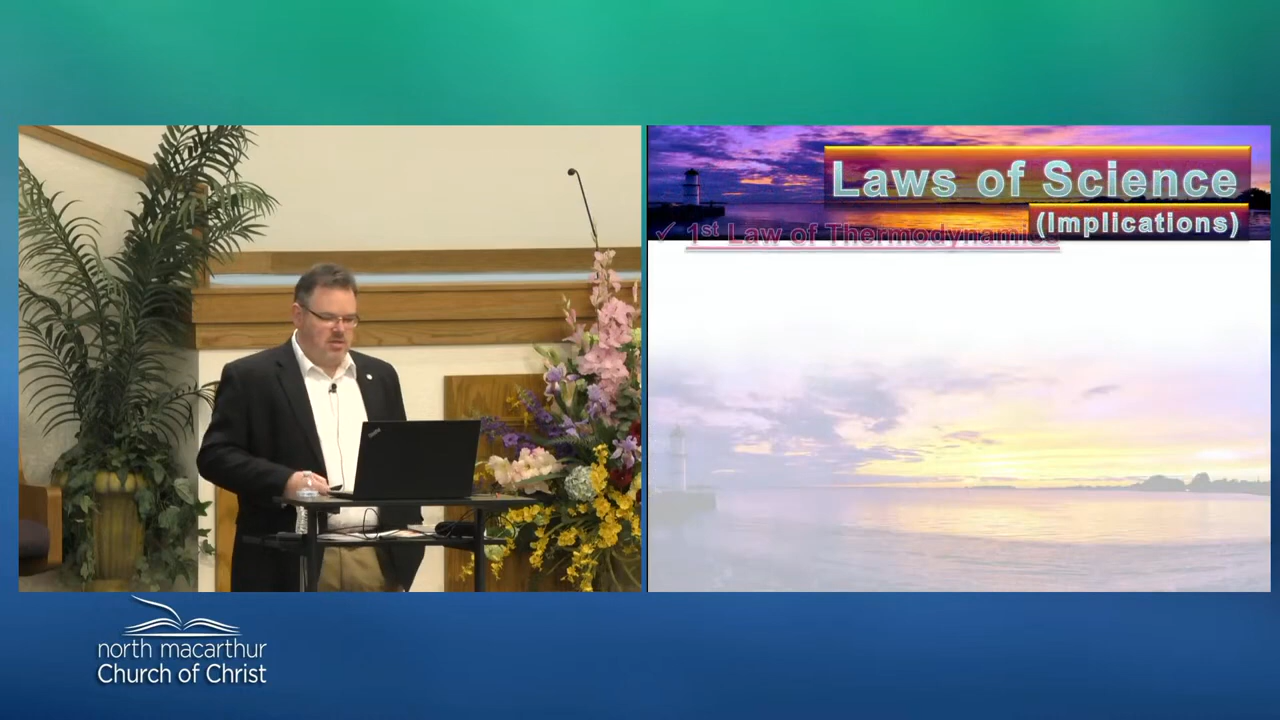 Laws of Science
(Implications)
✓ 1st Law of Thermodynamics
north macarthur
Church of Christ